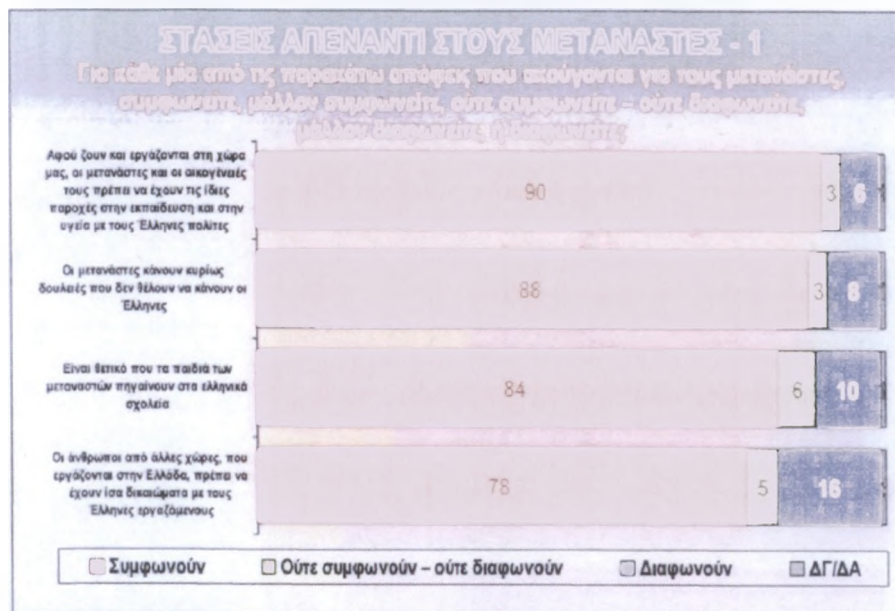 ΣΤΑΣΕΙΣ ΑΠΕΝΑΝΤΙ ΣΤΟΥΣ ΜΕΤΑΝΑΣΤΕΣ - 1
Για κάθε μία από τις παρακάτω απόψεις που ακούγονται για τους μετανάστες,
συμφωνείτε, μάλλον συμφωνείτε, ούτε συμφωνείτε – ούτε διαφωνείτε,
μάλλον διαφωνείτε, ή διαφωνείτε;
Αφού ζουν και εργάζονται στη χώρα
μας, οι μετανάστες και οι οικογένειές
τους πρέπει να έχουν τις ίδιες
παροχές στην εκπαίδευση και στην
υγεία με τους Έλληνες πολίτες
90 3 6
Οι μετανάστες κάνουν κυρίως
δουλειές που δεν θέλουν να κάνουν οι
Έλληνες
88 3 8
Είναι θετικό που τα παιδιά των
μεταναστών πηγαίνουν στα ελληνικά
σχολεία
84 6 10
Οι άνθρωποι από άλλες χώρες, που
εργάζονται στην Ελλάδα, πρέπει να
έχουν ίσα δικαιώματα με τους
Έλληνες εργαζόμενους
78 5 16
Συμφωνούν Ούτε συμφωνούν – ούτε διαφωνούν Διαφωνούν ΔΓ/ΔΑ